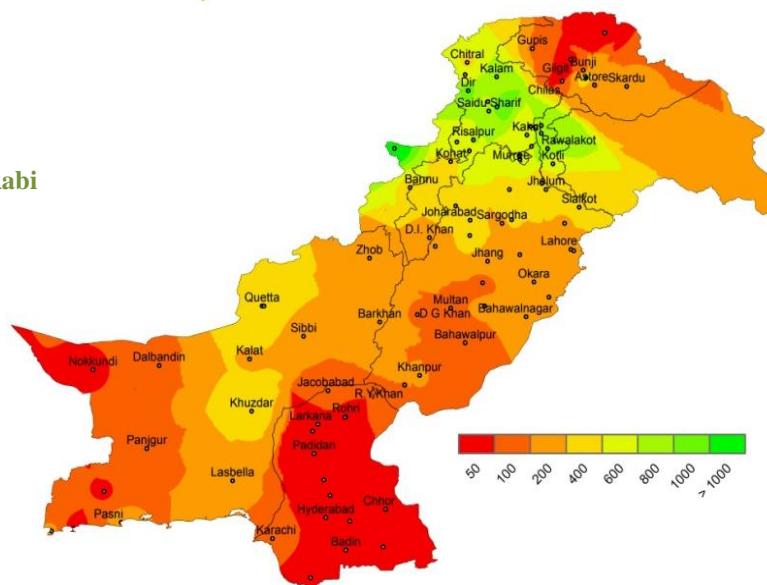 Gupis
Chitral
Gilgit Bunji
Kalam
Dir
Astore Skardu
Chilas
Saidu Sharif
Risalpur
Kakul
Rawalakot
Kohat
Murree
Kotli
abi
Bannu
Jhelum
Sialkot
Joharabad
Sargodha
D.I. Khan
Lahore
Zhob
Jhang
Okara
Quetta
Multan
D G Khan
Bahawalnagar
Sibbi
Barkhan
Bahawalpur
Kalat
Nokkundi
Dalbandin
Khanpur
Jacobabad
R Y Khan
Khuzdar
Rohri
Larkana
Panjgur
Padidan
50 100 200 400 600 800 1000 > 1000
Lasbella
Chhor
Pasni
Hyderabad
Karachi
Badin